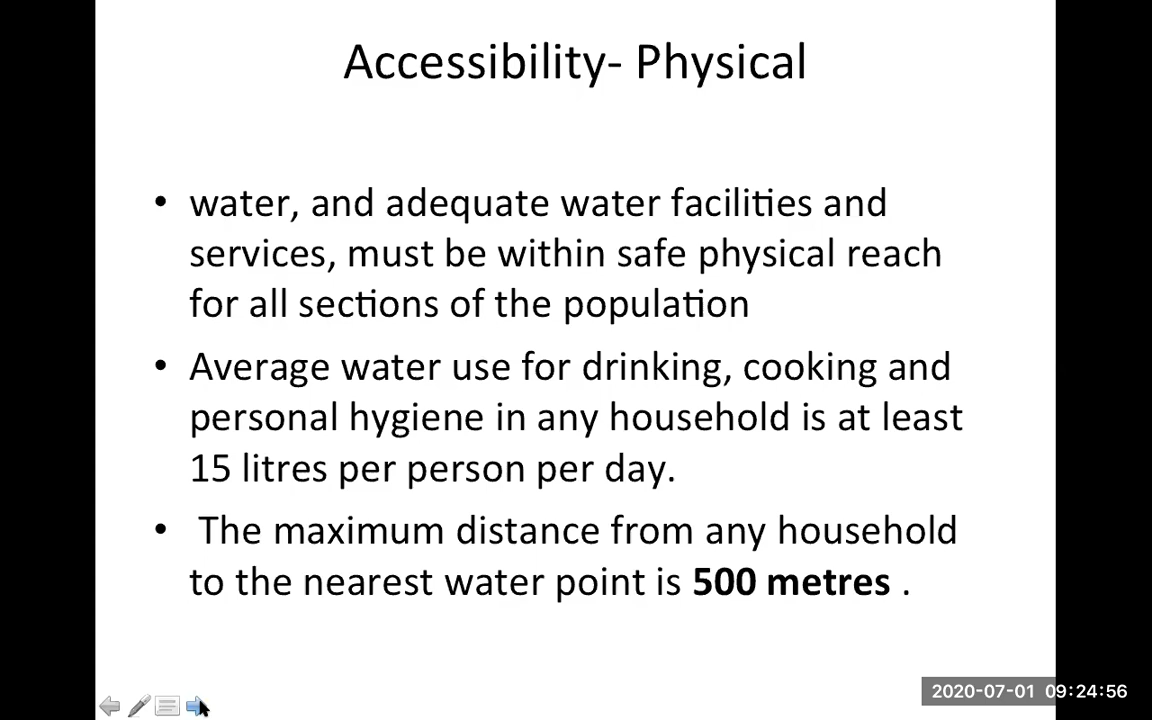 Accessibility- Physical
• water, and adequate water facilities and
services, must be within safe physical reach
for all sections of the population
• Average water use for drinking, cooking and
personal hygiene in any household is at least
15 litres per person per day.
• The maximum distance from any household
to the nearest water point is 500 metres .
2020-07-01 09:24:56